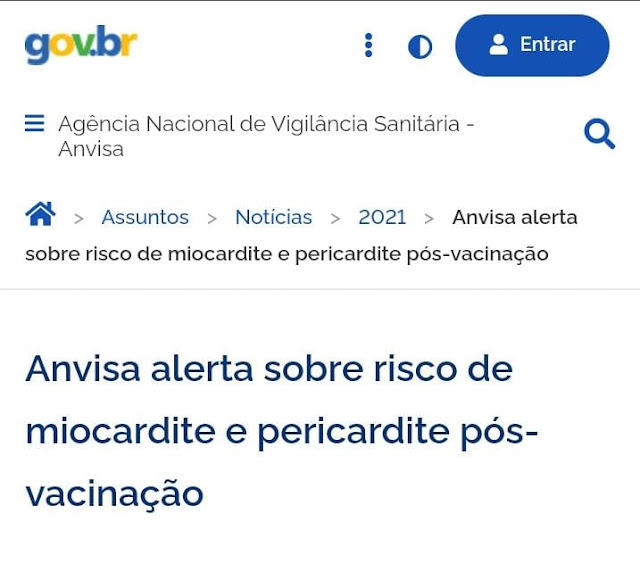 gov.br
Entrar
Agência Nacional de Vigilância Sanitária -
Anvisa
> Assuntos > Notícias > 2021 > Anvisa alerta
sobre risco de miocardite e pericardite pós-vacinação
Anvisa alerta sobre risco de
miocardite e pericardite pós-
vacinação